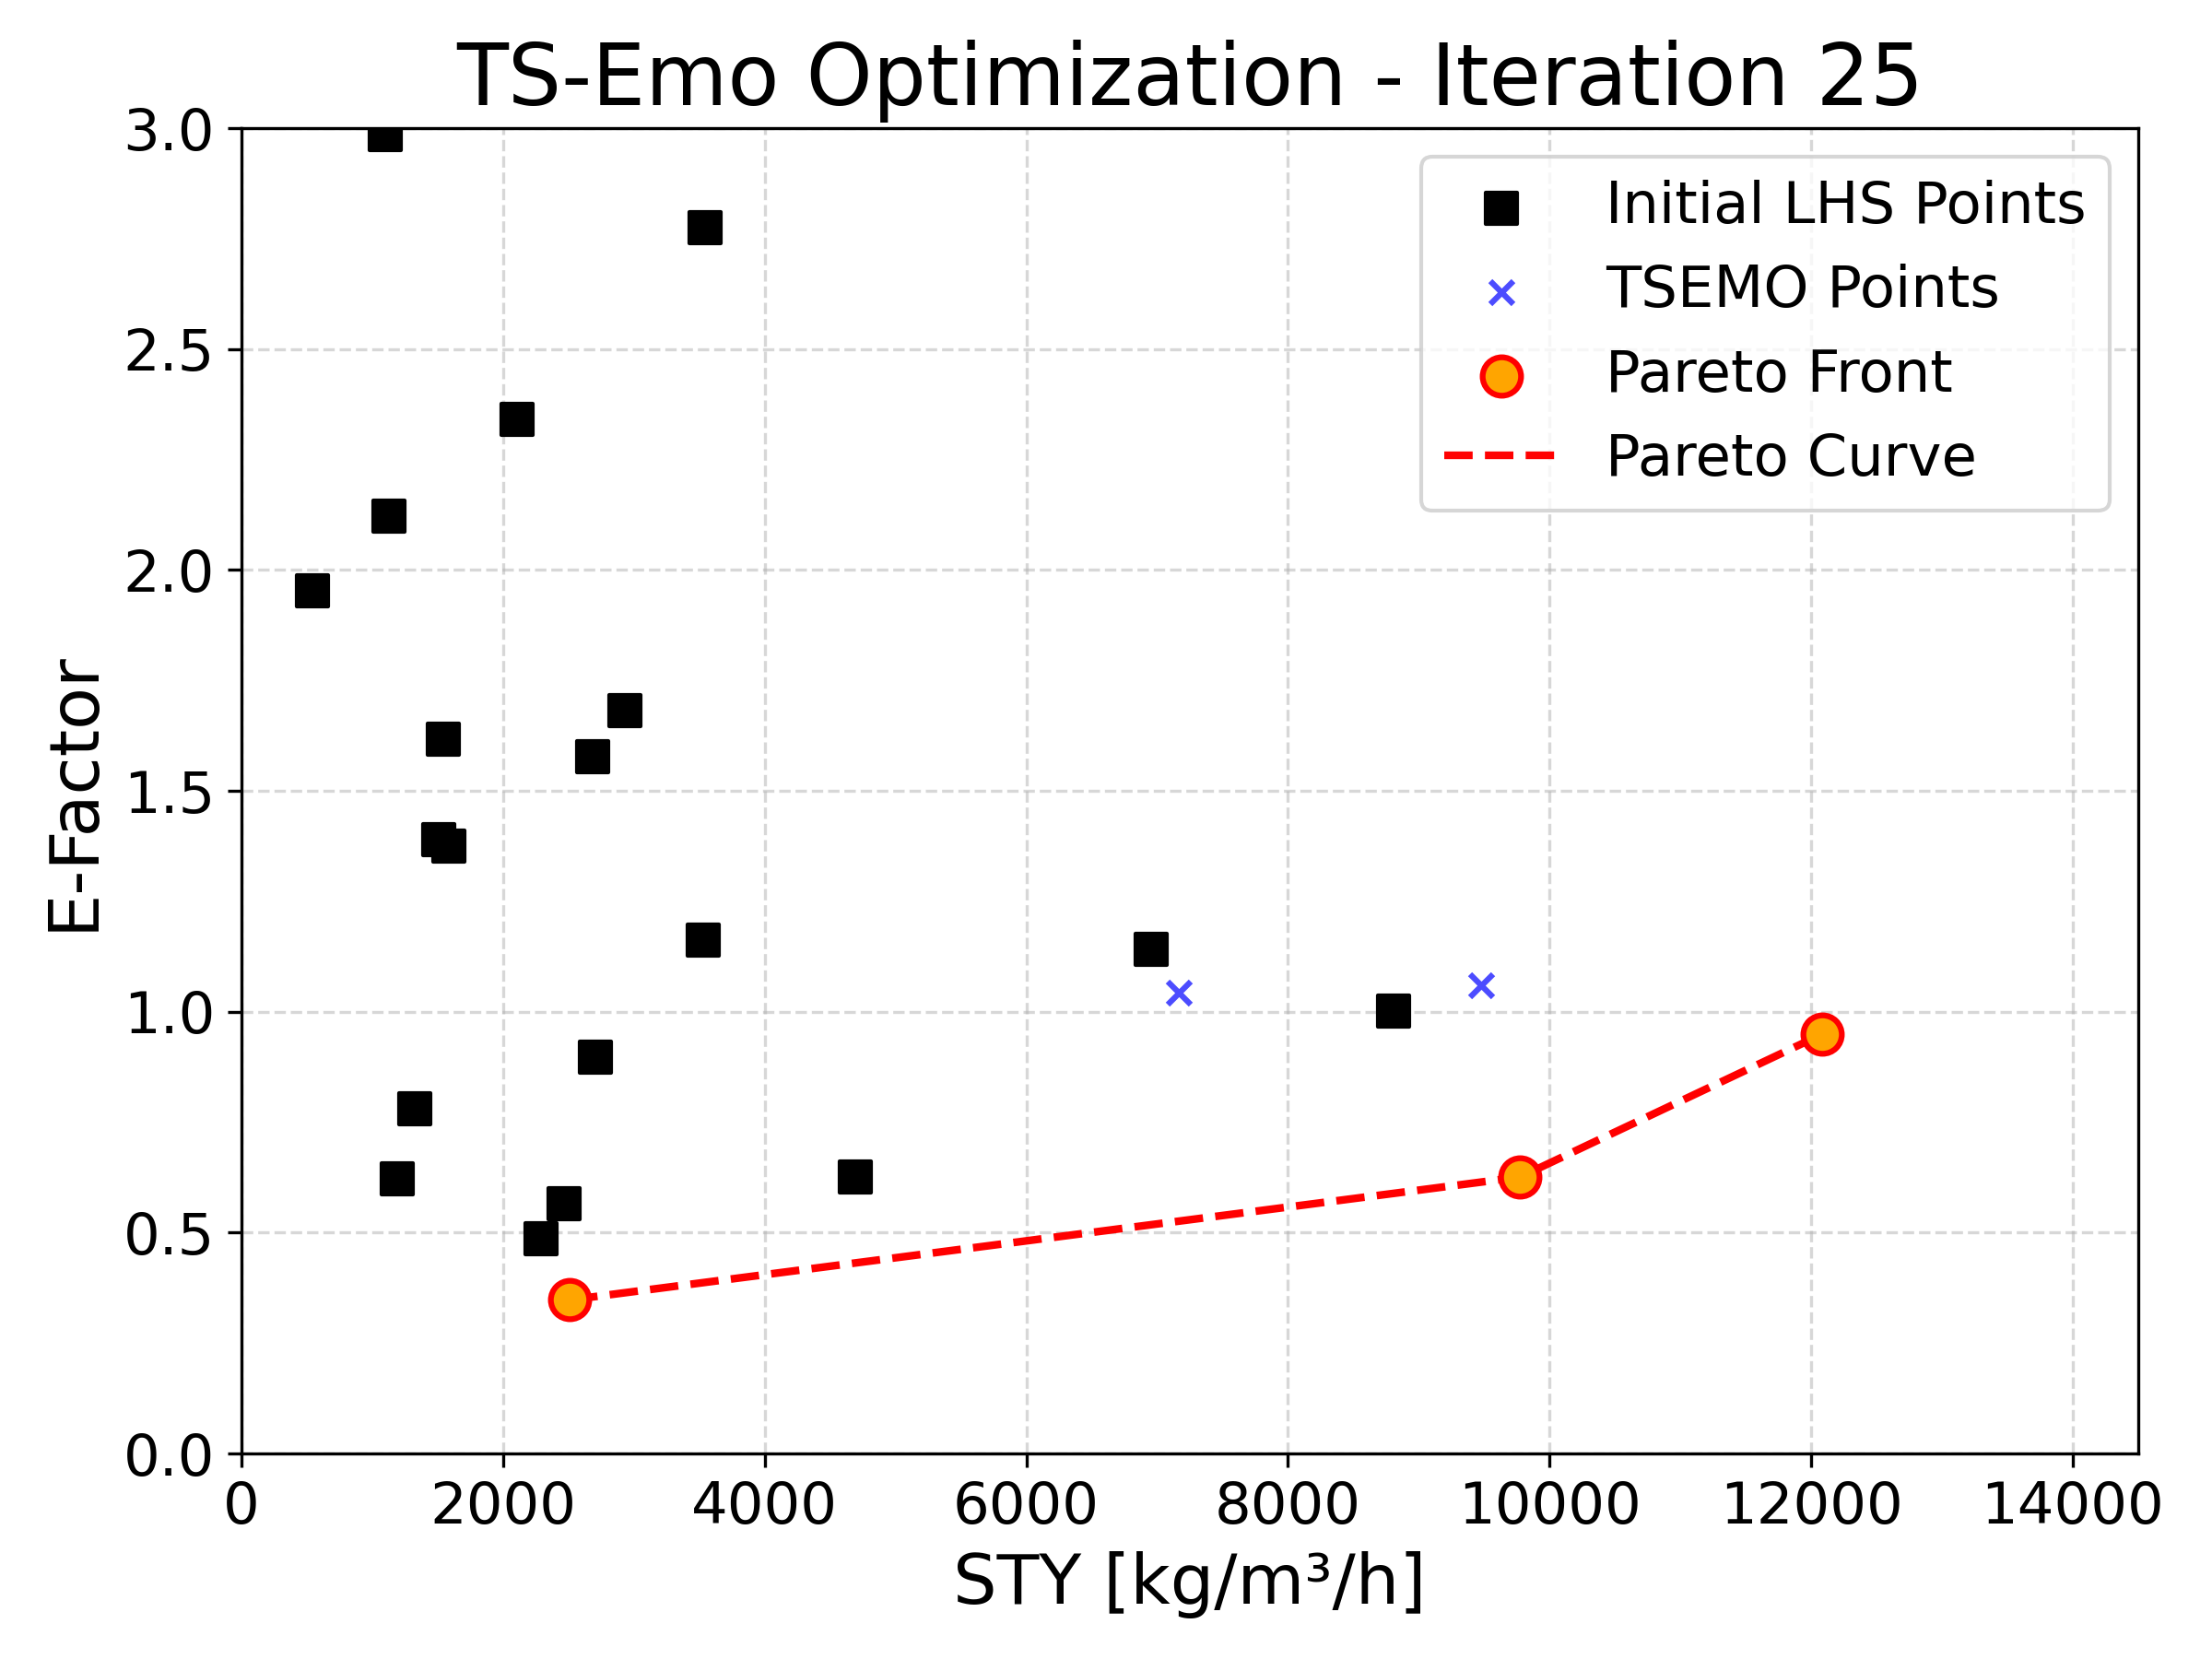 TS-Emo Optimization - Iteration 25
3.0
2.5
2.0
1.5
1.0
0.5
0.0
E-Factor
Initial LHS Points
TSEMO Points
Pareto Front
Pareto Curve
0 2000 4000 6000 8000 10000 12000 14000
STY [kg/m³/h]